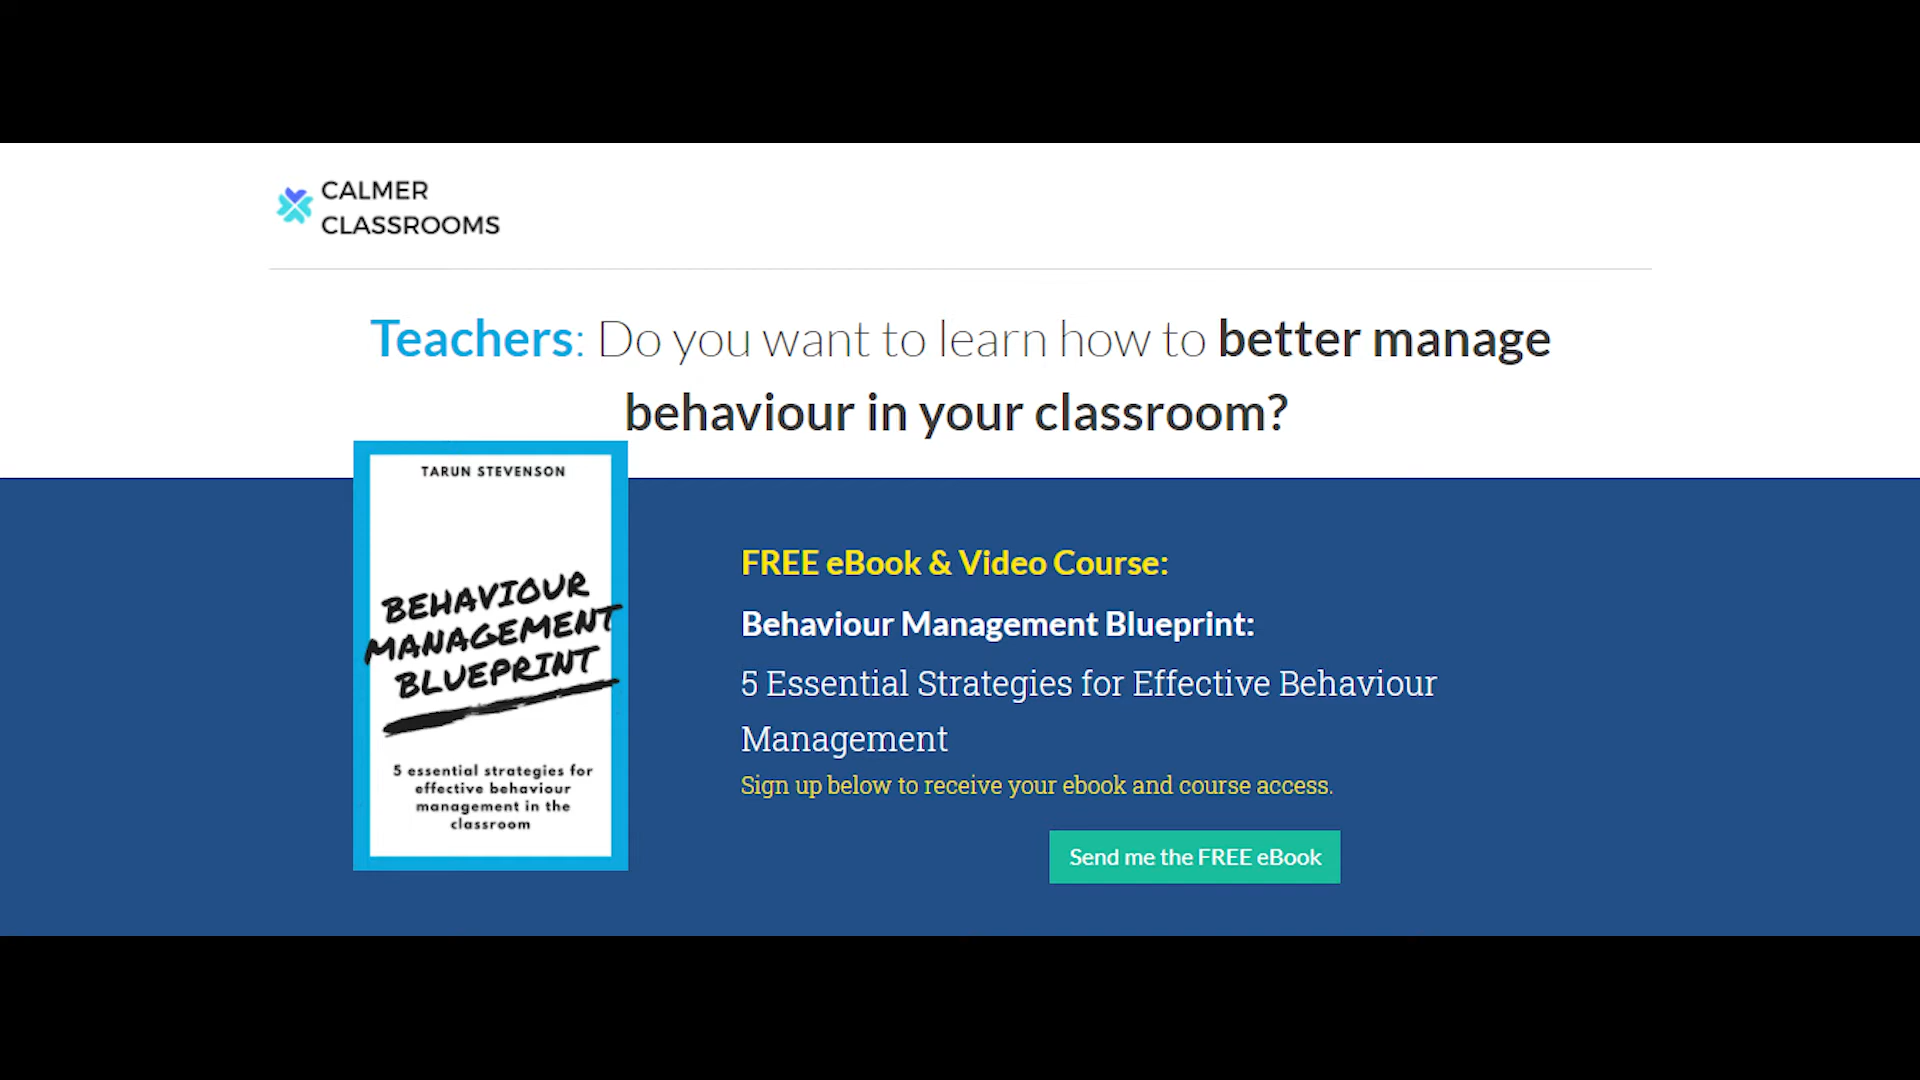 CALMER
CLASSROOMS
Teachers: Do you want to learn how to better manage
behaviour in your classroom?
TARUN STEVENSON
BEHAVIOUR
MANAGEMENT
BLUEPRINT
5 essential strategies for
effective behaviour
management in the
classroom
FREE eBook & Video Course:
Behaviour Management Blueprint:
5 Essential Strategies for Effective Behaviour
Management
Sign up below to receive your ebook and course access.
Send me the FREE eBook